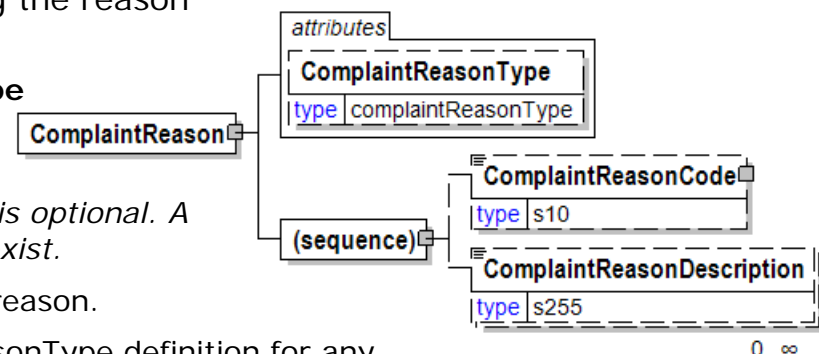 g the reason
attributes
ComplaintReasonType
pe
type complaintReasonType
ComplaintReason
ComplaintReasonCode
is optional. A
type s10
(sequence)
xist.
ComplaintReasonDescription
reason.
type s255
sonType definition for any
0 ∞